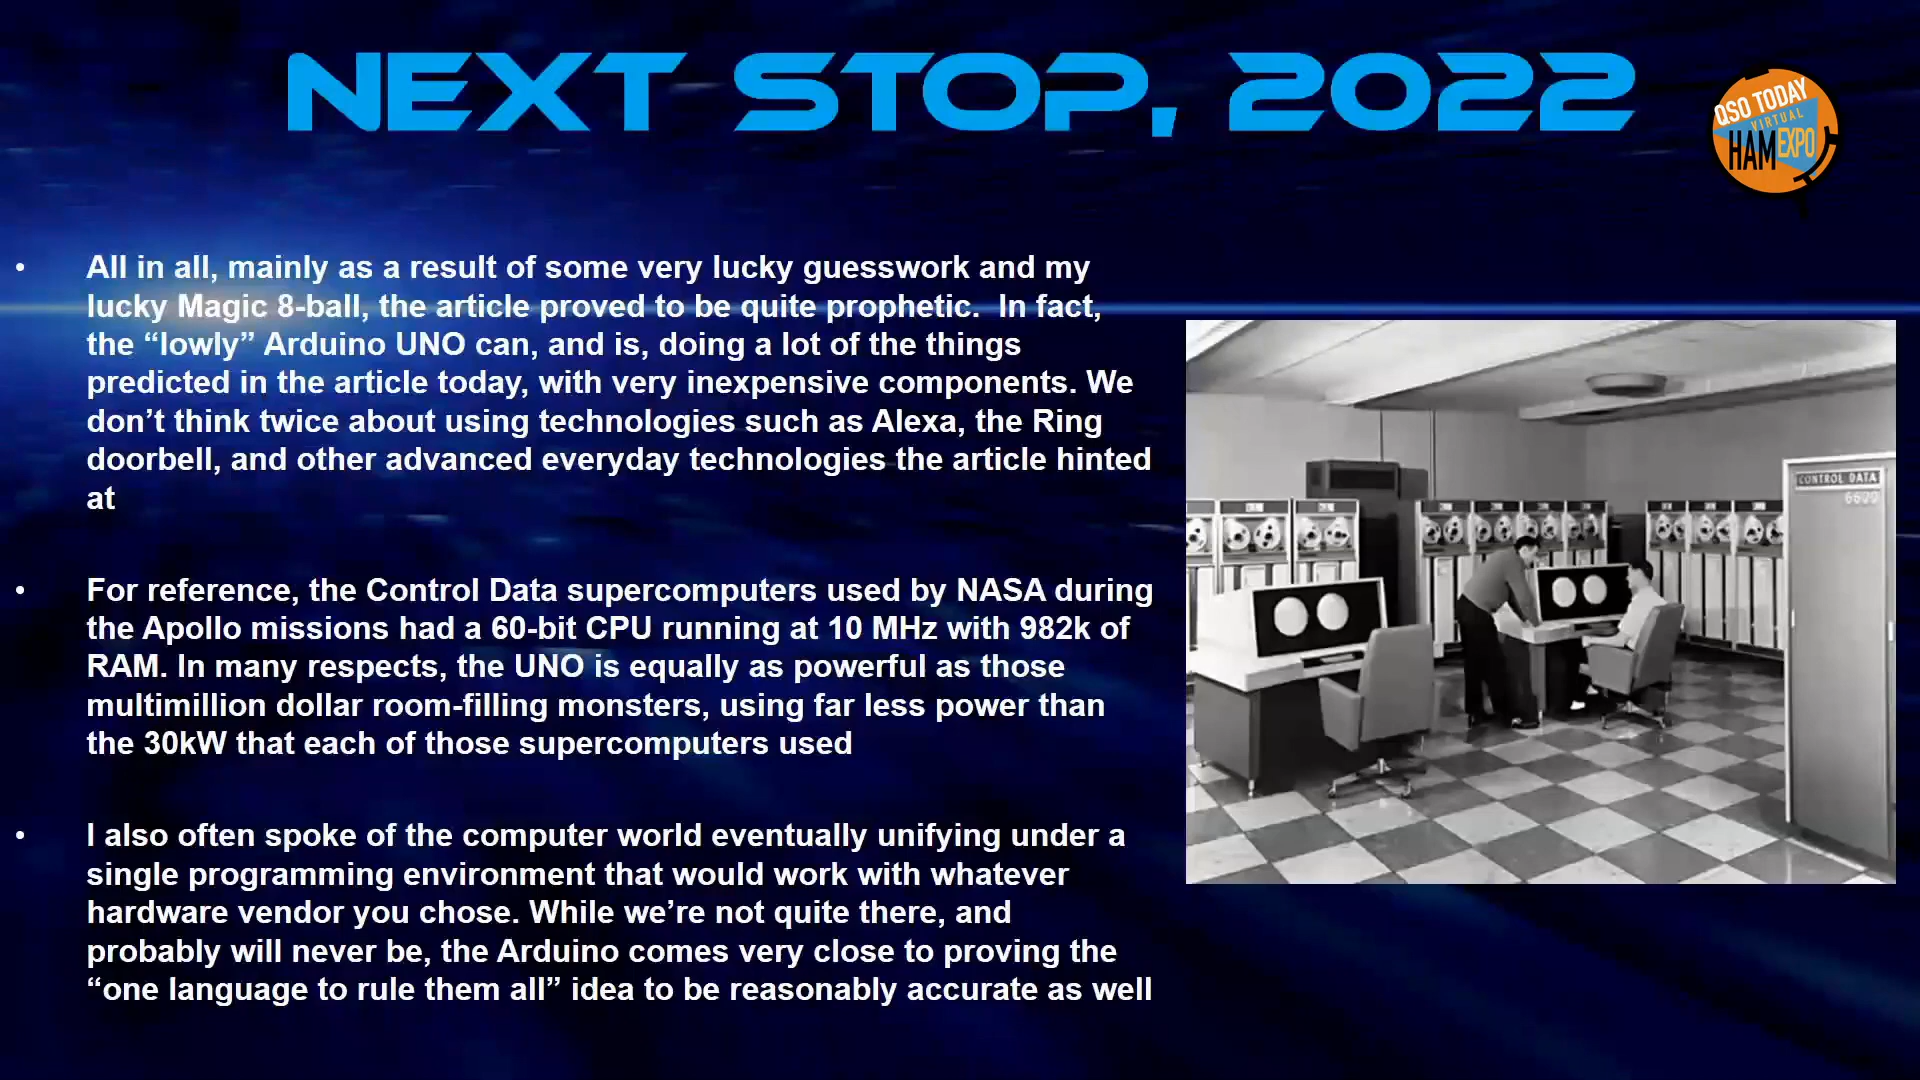 NEXT STOP, 2022
QSO TODAY
VIRTUAL
HAM EXPO
• All in all, mainly as a result of some very lucky guesswork and my
lucky Magic 8-ball, the article proved to be quite prophetic.  In fact,
the “lowly” Arduino UNO can, and is, doing a lot of the things
predicted in the article today, with very inexpensive components. We
don’t think twice about using technologies such as Alexa, the Ring
doorbell, and other advanced everyday technologies the article hinted
at
• For reference, the Control Data supercomputers used by NASA during
the Apollo missions had a 60-bit CPU running at 10 MHz with 982k of
RAM. In many respects, the UNO is equally as powerful as those
multimillion dollar room-filling monsters, using far less power than
the 30kW that each of those supercomputers used
• I also often spoke of the computer world eventually unifying under a
single programming environment that would work with whatever
hardware vendor you chose. While we’re not quite there, and
probably will never be, the Arduino comes very close to proving the
“one language to rule them all” idea to be reasonably accurate as well
CONTROL DATA
6600